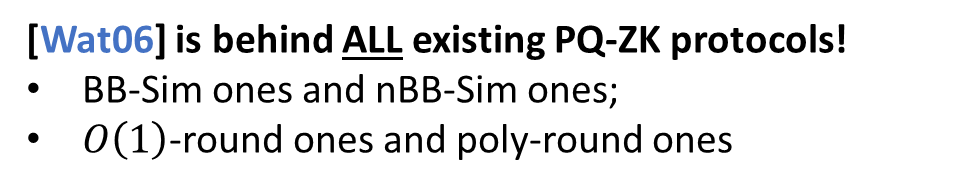 [Wat06] is behind ALL existing PQ-ZK protocols!
• BB-Sim ones and nBB-Sim ones;
• O(1)-round ones and poly-round ones